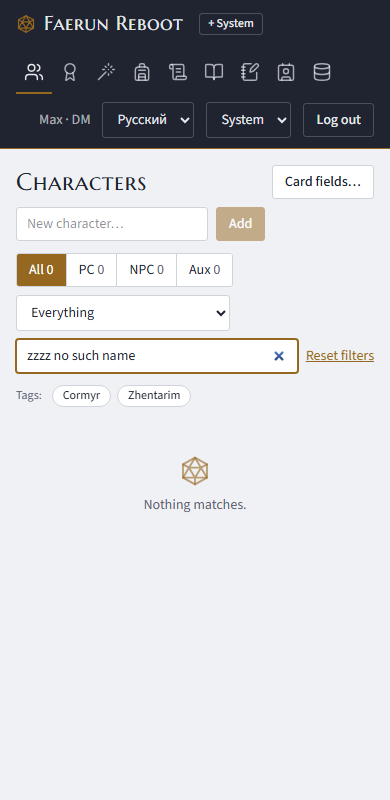 Faerun Reboot
+ System
Max · DM
Русский
System
Log out
Characters
Card fields…
New character…
Add
All 0
PC 0
NPC 0
Aux 0
Everything
zzzz no such name
Reset filters
Tags:
Cormyr
Zhentarim
Nothing matches.